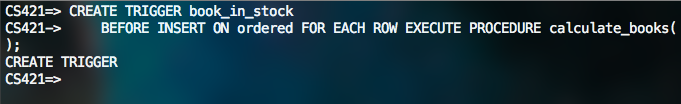 CS421=> CREATE TRIGGER book_in_stock
CS421->     BEFORE INSERT ON ordered FOR EACH ROW EXECUTE PROCEDURE calculate_books(
);
CREATE TRIGGER
CS421=>